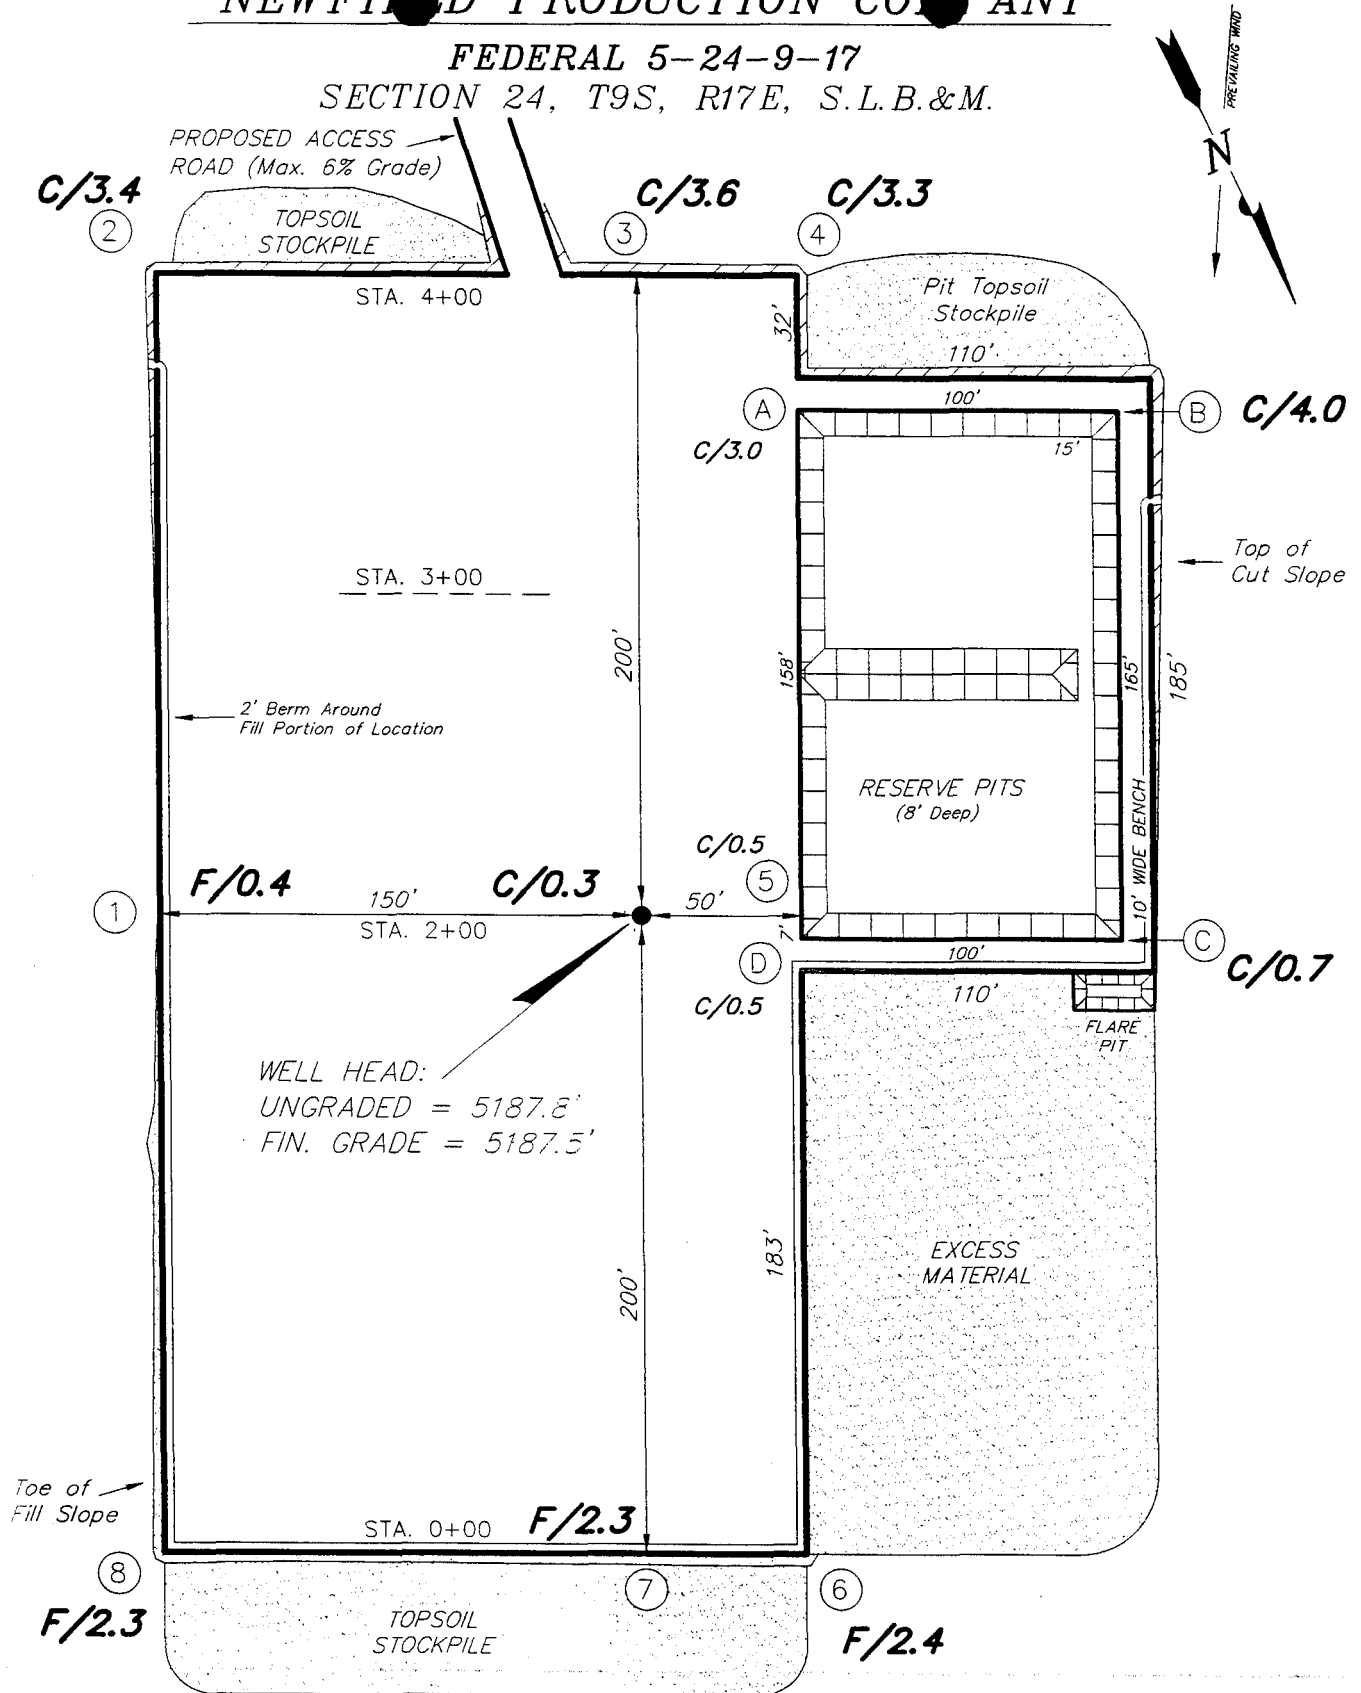 PRODUCTION
FEDERAL 5-24-9-17
SECTION 24, T9S, R17E, S.L.B.&M.
PREVAILING WIND
N
PROPOSED ACCESS
ROAD (Max. 6% Grade)
C/3.4
2
TOPSOIL
STOCKPILE
C/3.6
3
C/3.3
4
STA. 4+00
32'
Pit Topsoil
Stockpile
110'
A
C/3.0
100'
15'
B
C/4.0
Top of
Cut Slope
STA. 3+00
200'
158'
165'
185'
2' Berm Around
Fill Portion of Location
RESERVE PITS
(8' Deep)
10' WIDE BENCH
C/0.5
5
1
F/0.4
150'
STA. 2+00
C/0.3
50'
7'
D
C/0.5
100'
110'
C
C/0.7
FLARE
PIT
WELL HEAD:
UNGRADED = 5187.8'
FIN. GRADE = 5187.5'
200'
183'
EXCESS
MATERIAL
Toe of
Fill Slope
STA. 0+00
F/2.3
8
F/2.3
7
6
F/2.4
TOPSOIL
STOCKPILE